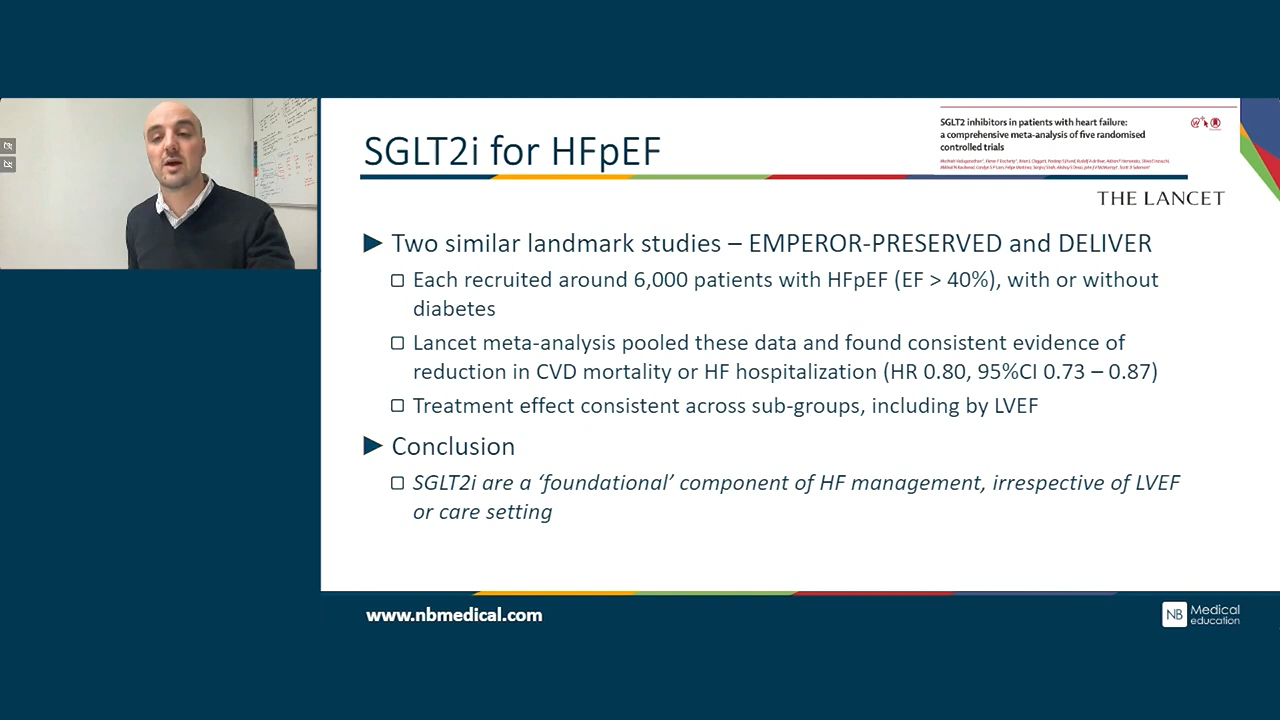 SGLT2i for HFpEF
SGLT2 inhibitors in patients with heart failure:
a comprehensive meta-analysis of five randomised
controlled trials
THE LANCET
Two similar landmark studies – EMPEROR-PRESERVED and DELIVER
Each recruited around 6,000 patients with HFpEF (EF > 40%), with or without
diabetes
Lancet meta-analysis pooled these data and found consistent evidence of
reduction in CVD mortality or HF hospitalization (HR 0.80, 95%CI 0.73 – 0.87)
Treatment effect consistent across sub-groups, including by LVEF
Conclusion
SGLT2i are a ‘foundational’ component of HF management, irrespective of LVEF
or care setting
www.nbmedical.com
NB Medical
education